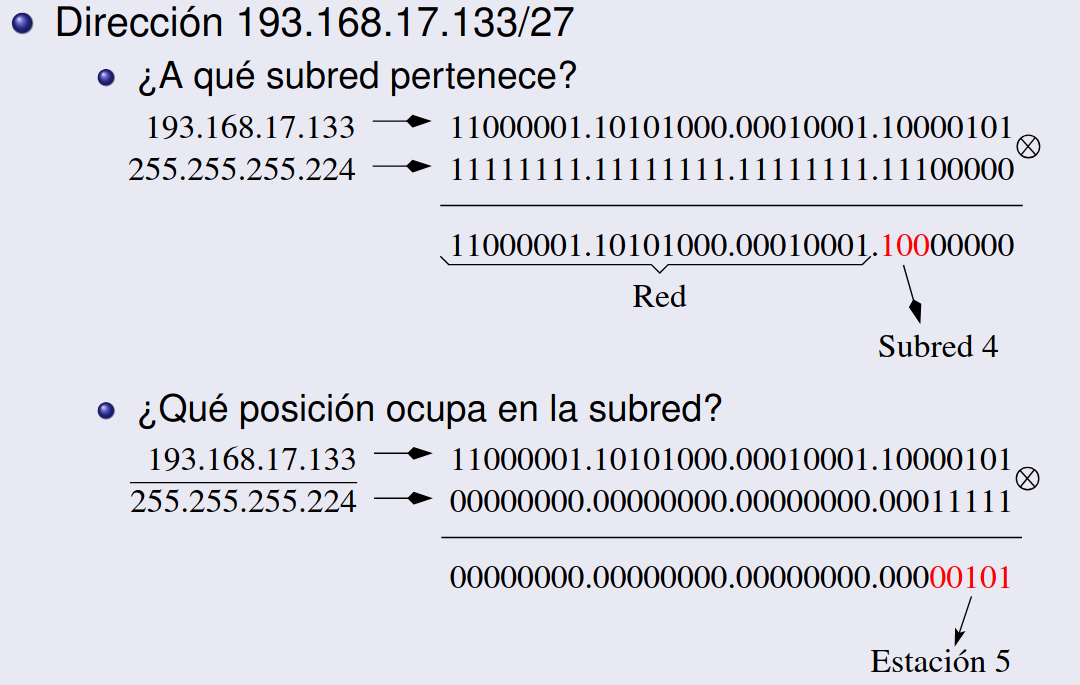 Dirección 193.168.17.133/27
¿A qué subred pertenece?
193.168.17.133 11000001.10101000.00010001.10000101
255.255.255.224 11111111.11111111.11111111.11100000
11000001.10101000.00010001.10000000
Red
Subred 4
¿Qué posición ocupa en la subred?
193.168.17.133 11000001.10101000.00010001.10000101
255.255.255.224 00000000.00000000.00000000.00011111
00000000.00000000.00000000.00000101
Estación 5